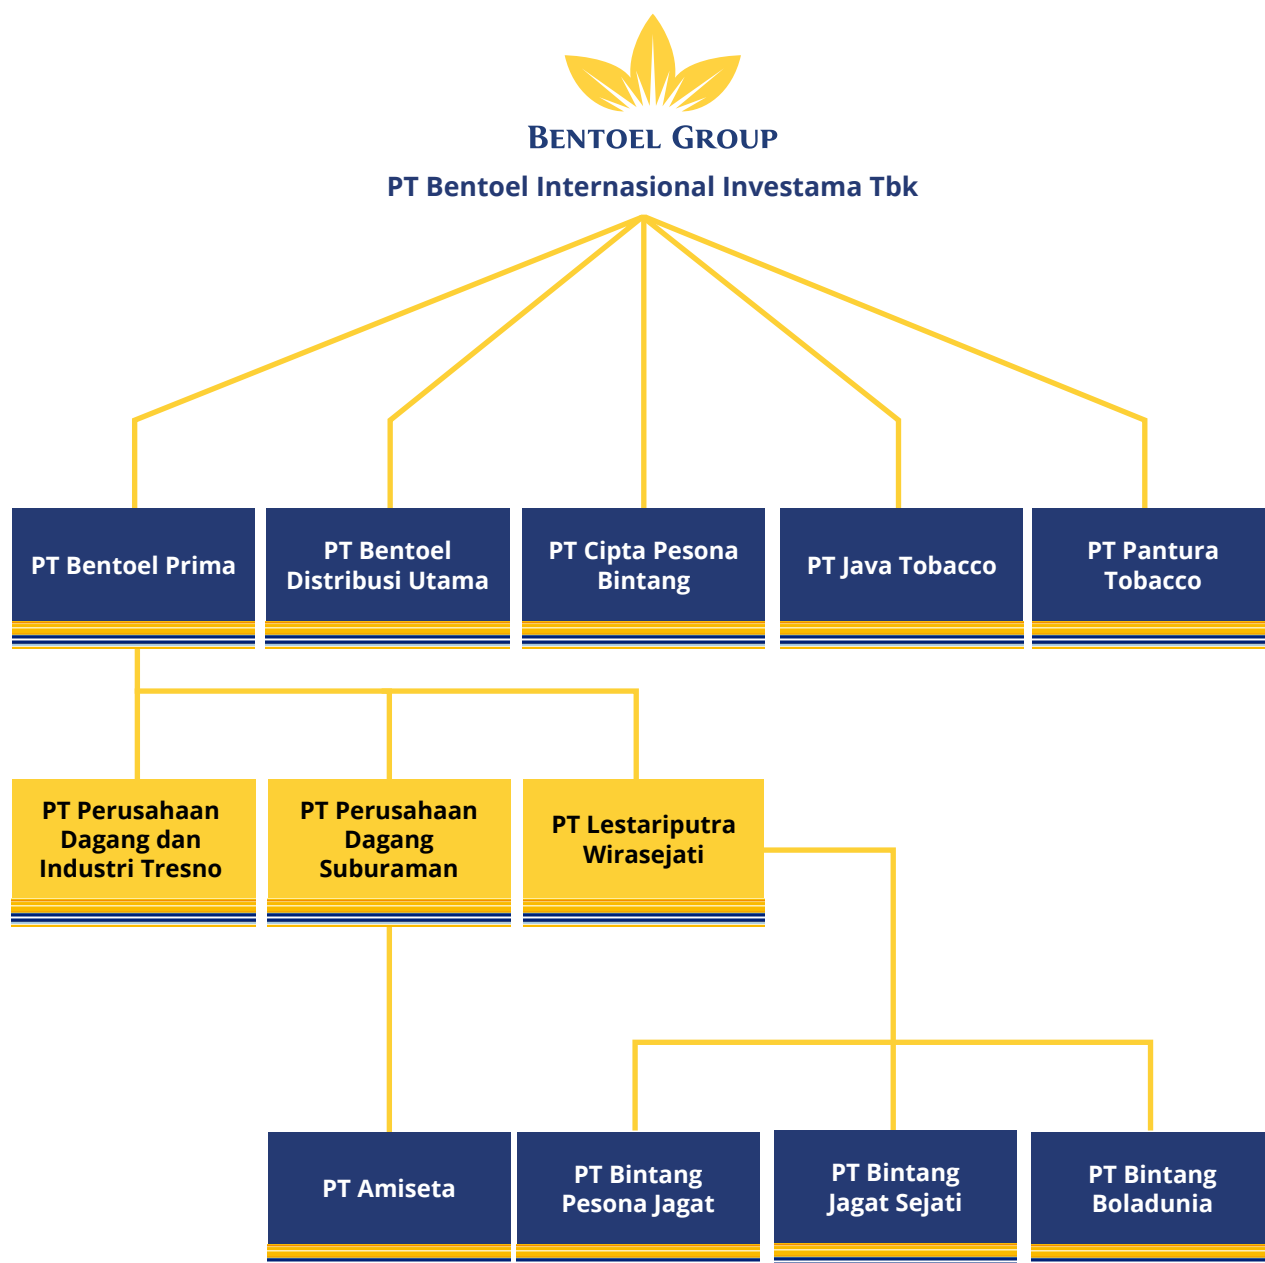 BENTOEL GROUP
PT Bentoel Internasional Investama Tbk
PT Bentoel Prima
PT Bentoel
Distribusi Utama
PT Cipta Pesona
Bintang
PT Java Tobacco
PT Pantura
Tobacco
PT Perusahaan
Dagang dan
Industri Tresno
PT Perusahaan
Dagang
Suburaman
PT Lestariputra
Wirasejati
PT Amiseta
PT Bintang
Pesona Jagat
PT Bintang
Jagat Sejati
PT Bintang
Boladunia